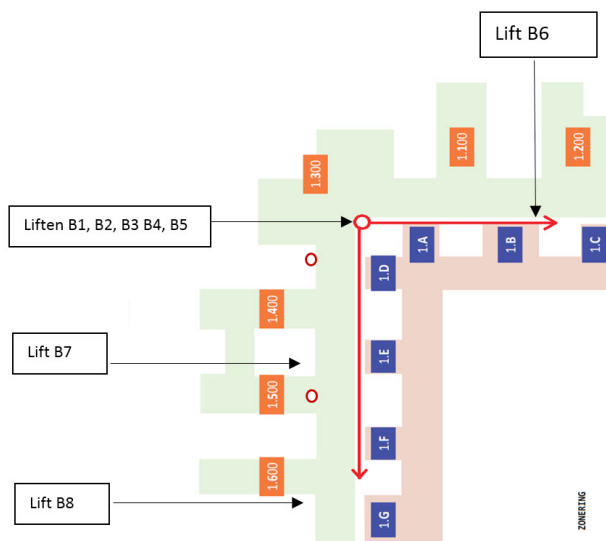 Lift B6
1.100
1.200
1.300
Liften B1, B2, B3 B4, B5
1.A
1.B
1.C
1.D
1.400
Lift B7
1.E
1.500
1.F
1.600
Lift B8
1.G
ZONERING